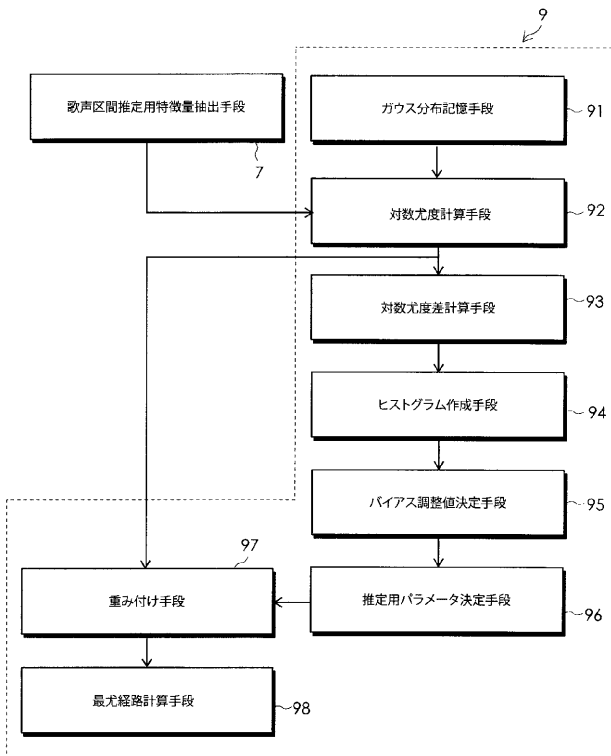 9
歌声区間推定用特徴量抽出手段
7
ガウス分布記憶手段
91
対数尤度計算手段
92
対数尤度差計算手段
93
ヒストグラム作成手段
94
バイアス調整値決定手段
95
推定用パラメータ決定手段
96
97
重み付け手段
最尤経路計算手段
98